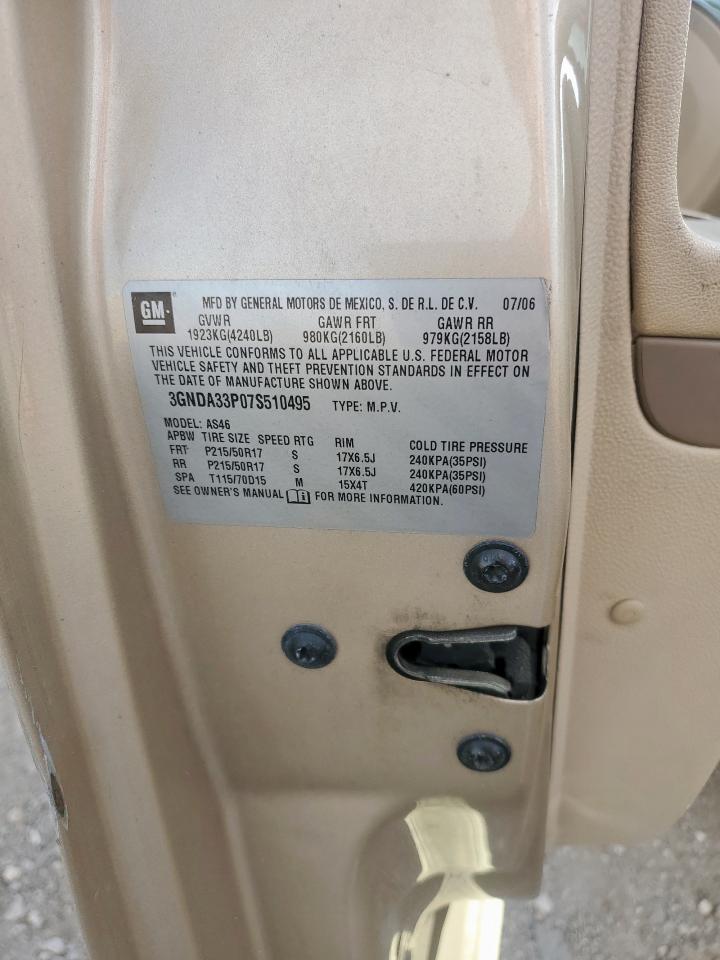 GM
MFD BY GENERAL MOTORS DE MEXICO, S. DE R.L. DE C.V. 07/06
GVWR GAWR FRT GAWR RR
1923KG(4240LB) 980KG(2160LB) 979KG(2158LB)
THIS VEHICLE CONFORMS TO ALL APPLICABLE U.S. FEDERAL MOTOR
VEHICLE SAFETY AND THEFT PREVENTION STANDARDS IN EFFECT ON
THE DATE OF MANUFACTURE SHOWN ABOVE.
3GNDA33P07S510495 TYPE: M.P.V.
MODEL: AS46
APBW TIRE SIZE SPEED RTG RIM COLD TIRE PRESSURE
FRT P215/50R17 S 17X6.5J 240KPA(35PSI)
RR P215/50R17 S 17X6.5J 240KPA(35PSI)
SPA T115/70D15 M 15X4T 420KPA(60PSI)
SEE OWNER'S MANUAL i FOR MORE INFORMATION.